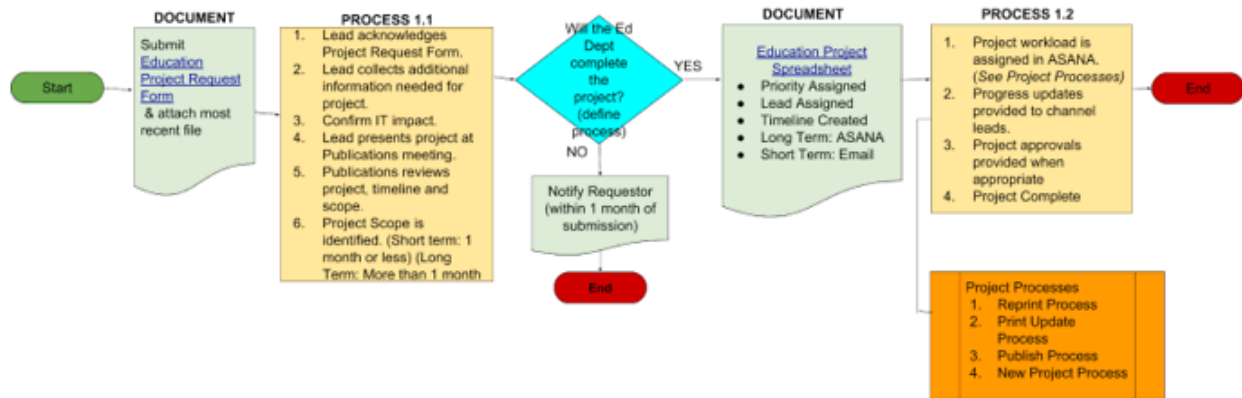 DOCUMENT
Submit
Education
Project Request
Form
& attach most
recent file
Start
PROCESS 1.1
1. Lead acknowledges
Project Request Form.
2. Lead collects additional
information needed for
project.
3. Confirm IT impact.
4. Lead presents project at
Publications meeting.
5. Publications reviews
project, timeline and
scope.
6. Project Scope is
identified. (Short term: 1
month or less) (Long
Term: More than 1 month
Will the Ed
Dept
complete
the
project?
(define
process)
YES
NO
Notify Requestor
(within 1 month of
submission)
End
DOCUMENT
Education Project
Spreadsheet
● Priority Assigned
● Lead Assigned
● Timeline Created
● Long Term: ASANA
● Short Term: Email
PROCESS 1.2
1. Project workload is
assigned in ASANA.
(See Project Processes)
2. Progress updates
provided to channel
leads.
3. Project approvals
provided when
appropriate
4. Project Complete
End
Project Processes
1. Reprint Process
2. Print Update
Process
3. Publish Process
4. New Project Process